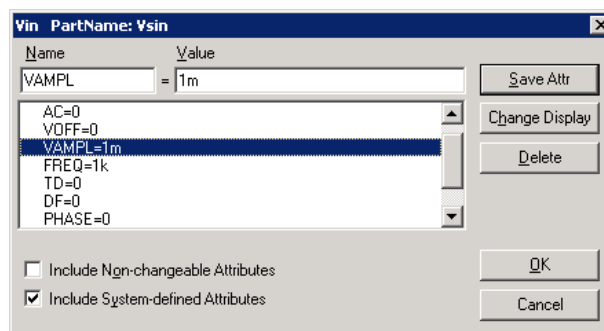 Vin PartName: Vsin
Name Value
VAMPL = 1m
Save Attr
AC=0
VOFF=0
VAMPL=1m
FREQ=1k
TD=0
DF=0
PHASE=0
Change Display
Delete
Include Non-changeable Attributes
Include System-defined Attributes
OK
Cancel